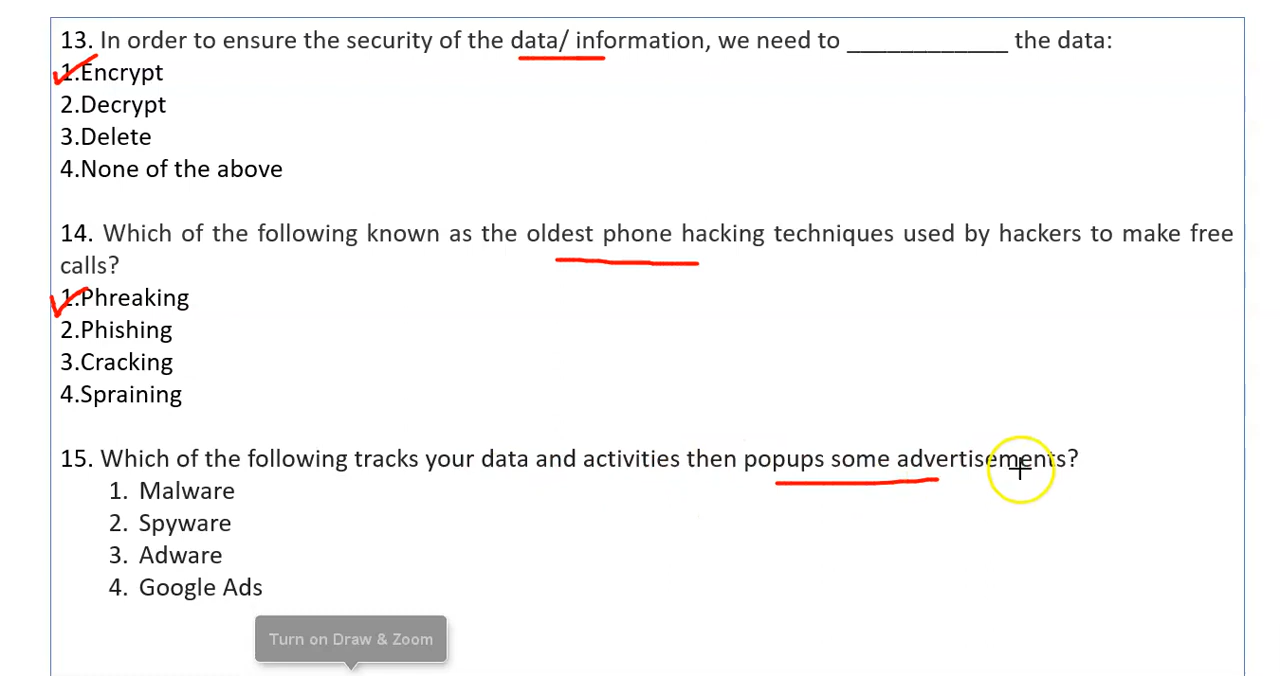 13. In order to ensure the security of the data/ information, we need to _____________ the data:
1.Encrypt
2.Decrypt
3.Delete
4.None of the above
14. Which of the following known as the oldest phone hacking techniques used by hackers to make free
calls?
1.Phreaking
2.Phishing
3.Cracking
4.Spraining
15. Which of the following tracks your data and activities then popups some advertisements?
1. Malware
2. Spyware
3. Adware
4. Google Ads
Turn on Draw & Zoom